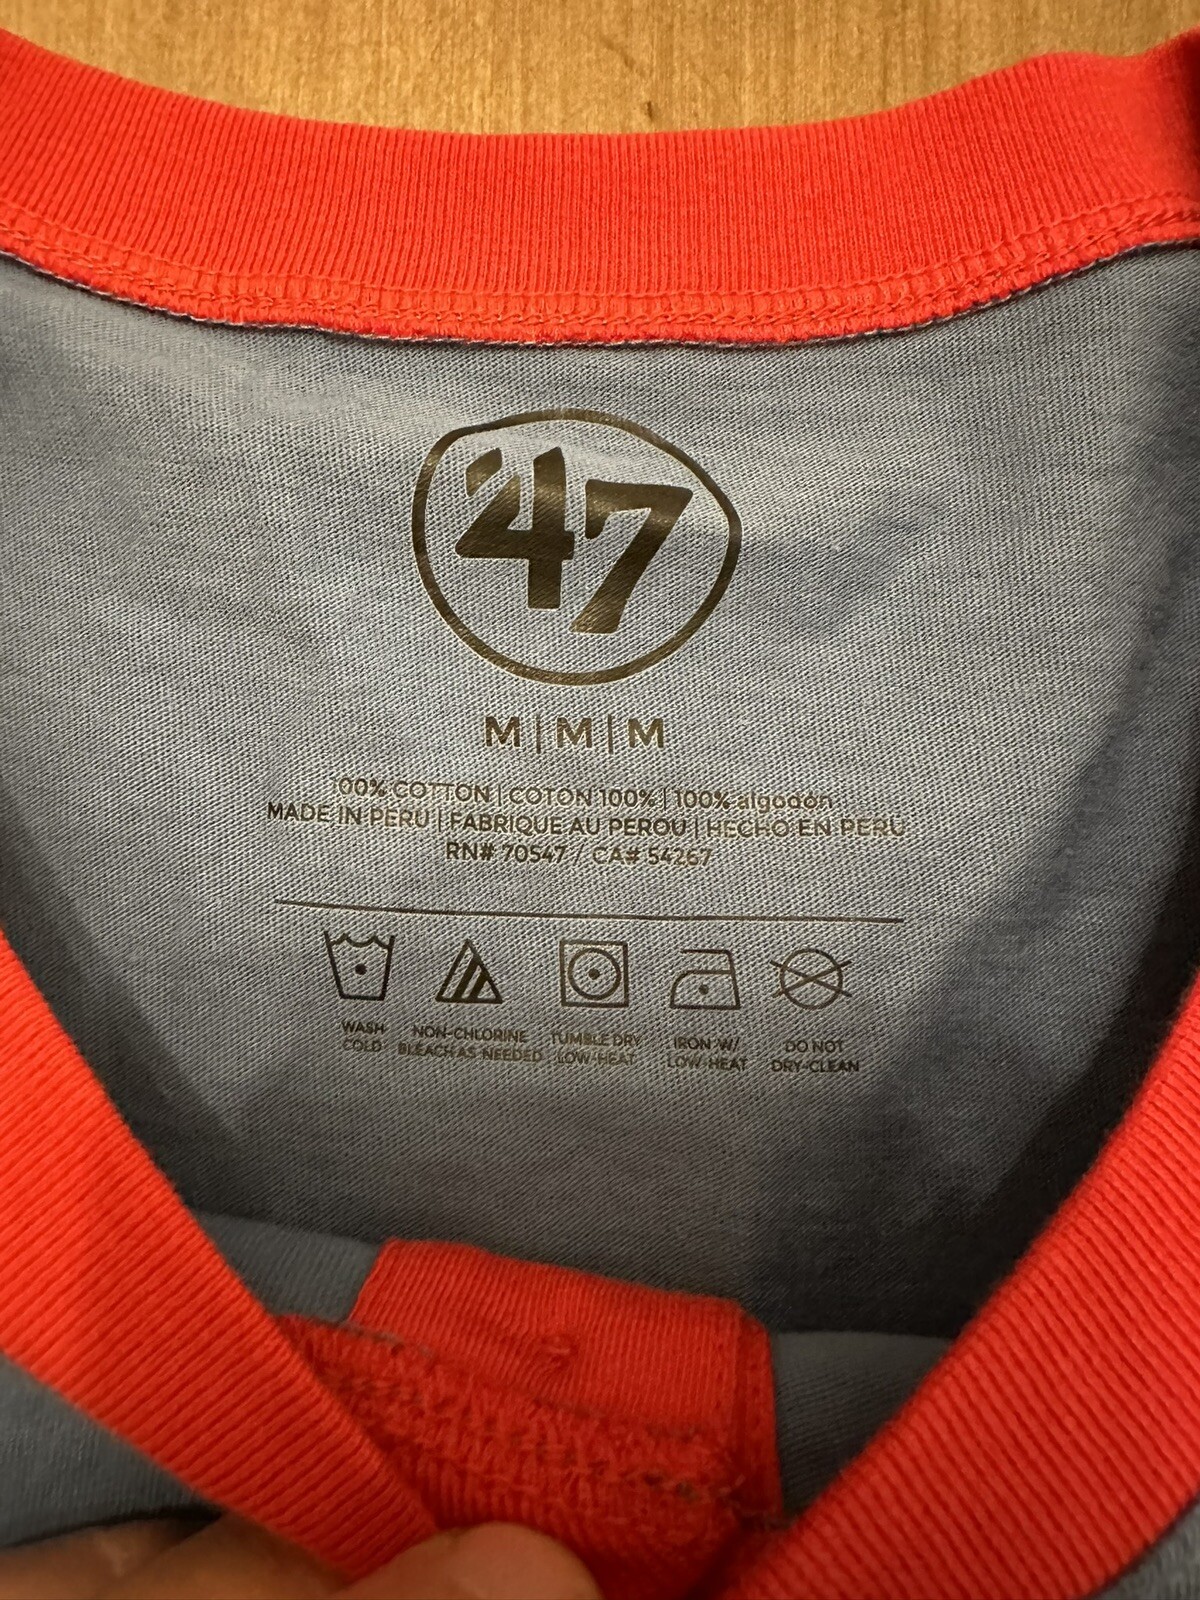 '47
M | M | M
100% COTTON | COTON 100% | 100% algodón
MADE IN PERU | FABRIQUE AU PEROU | HECHO EN PERÚ
RN# 70547 / CA# 54267
WASH COLD
NON-CHLORINE BLEACH AS NEEDED
TUMBLE DRY LOW-HEAT
IRON W/ LOW-HEAT
DO NOT DRY-CLEAN